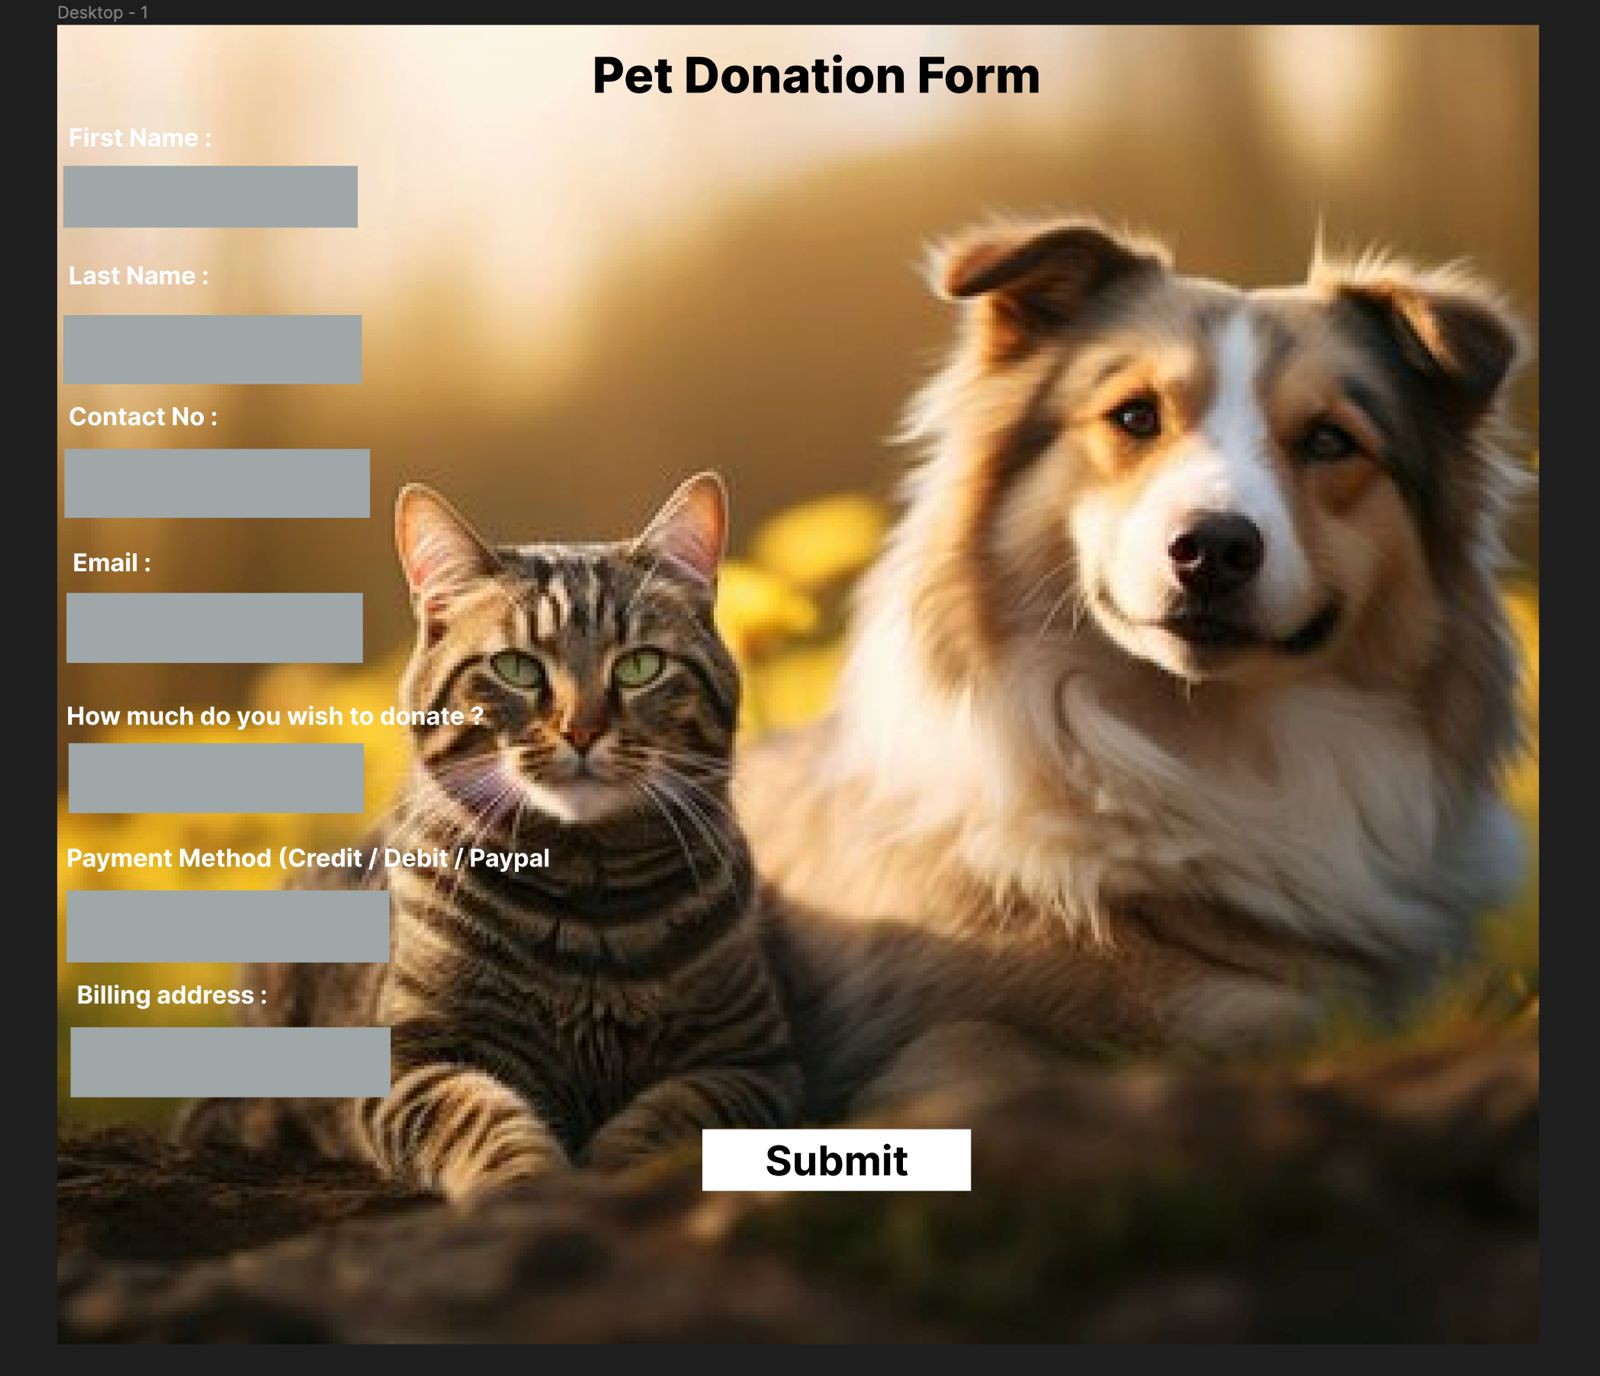 Desktop - 1
Pet Donation Form
First Name :
Last Name :
Contact No :
Email :
How much do you wish to donate ?
Payment Method (Credit / Debit / Paypal
Billing address :
Submit